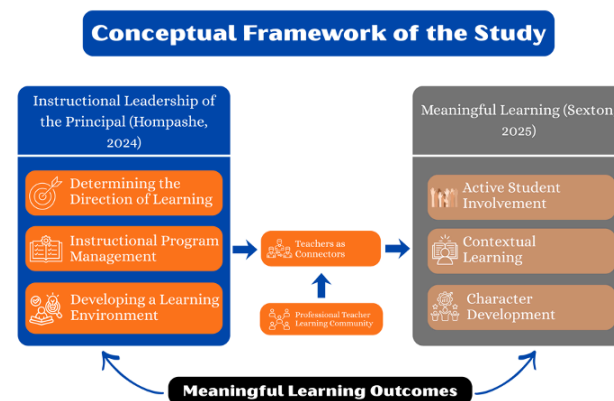 Conceptual Framework of the Study
Instructional Leadership of
the Principal (Hompashe,
2024)
Determining the
Direction of Learning
Instructional Program
Management
Developing a Learning
Environment
Teachers as
Connectors
Professional Teacher
Learning Community
Meaningful Learning (Sexton
2025)
Active Student
Involvement
Contextual
Learning
Character
Development
Meaningful Learning Outcomes